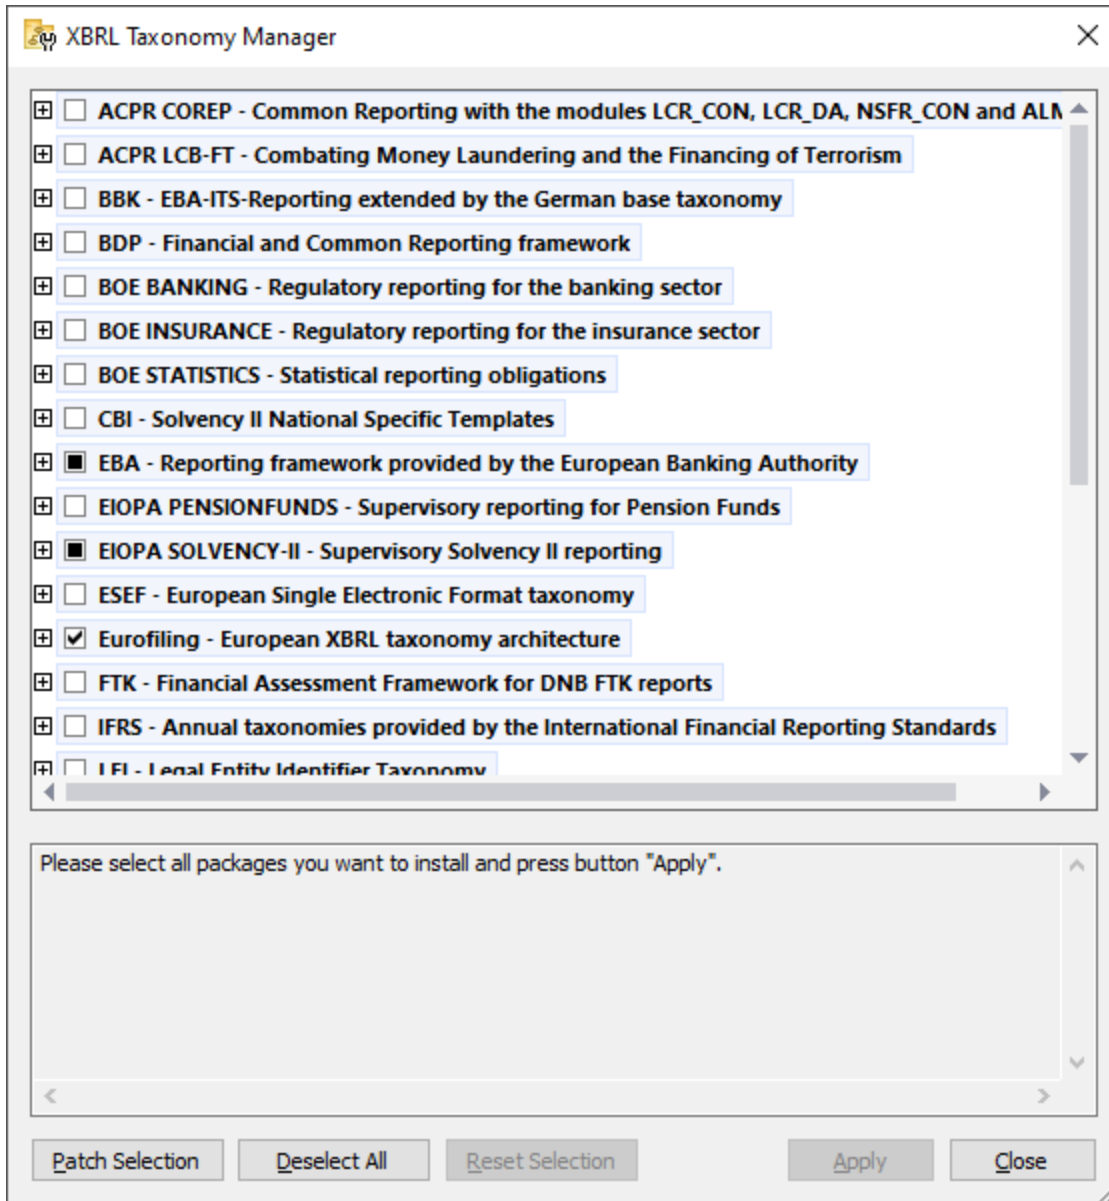 XBRL Taxonomy Manager
ACPR COREP - Common Reporting with the modules LCR_CON, LCR_DA, NSFR_CON and
ACPR LCB-FT - Combating Money Laundering and the Financing of Terrorism
BBK - EBA-ITS-Reporting extended by the German base taxonomy
BDP - Financial and Common Reporting framework
BOE BANKING - Regulatory reporting for the banking sector
BOE INSURANCE - Regulatory reporting for the insurance sector
BOE STATISTICS - Statistical reporting obligations
CBI - Solvency II National Specific Templates
EBA - Reporting framework provided by the European Banking Authority
EIOPA PENSIONFUNDS - Supervisory reporting for Pension Funds
EIOPA SOLVENCY-II - Supervisory Solvency II reporting
ESEF - European Single Electronic Format taxonomy
Eurofiling - European XBRL taxonomy architecture
FTK - Financial Assessment Framework for DNB FTK reports
IFRS - Annual taxonomies provided by the International Financial Reporting Standards
LEI - Legal Entity Identifier Taxonomy
Please select all packages you want to install and press button "Apply".
Patch Selection Deselect All Reset Selection Apply Close